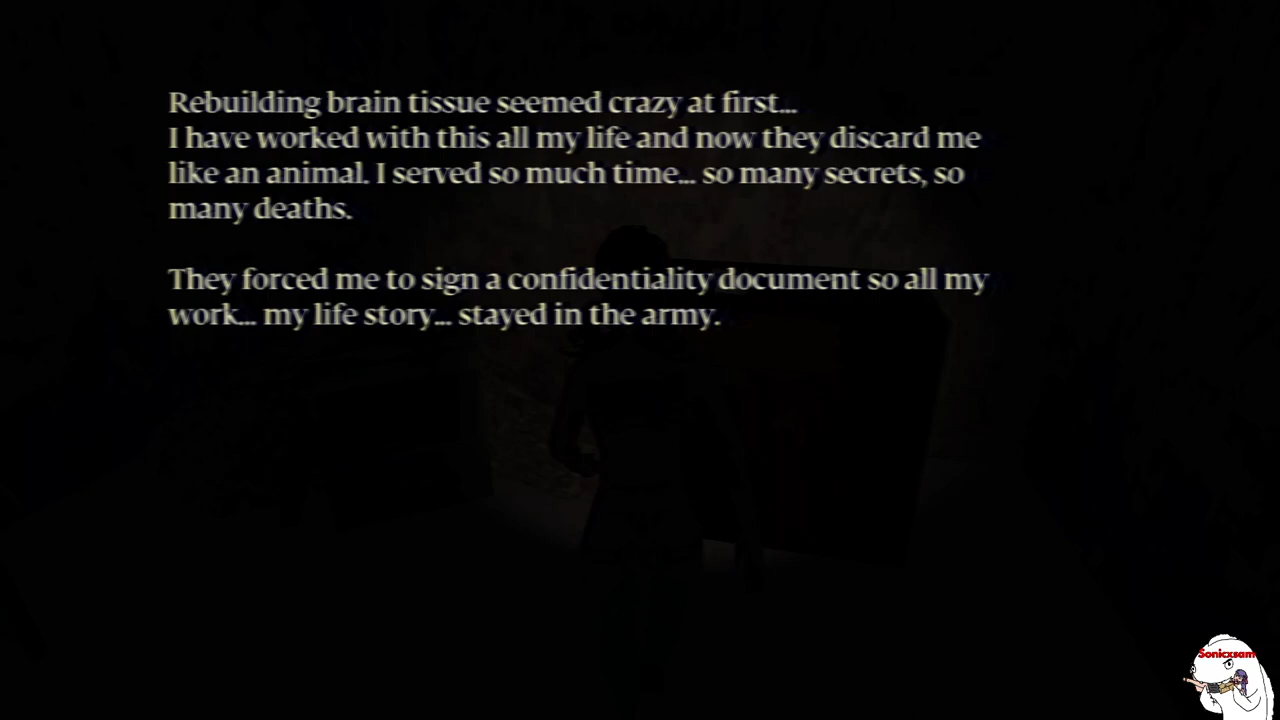 Rebuilding brain tissue seemed crazy at first...
I have worked with this all my life and now they discard me
like an animal. I served so much time... so many secrets, so
many deaths.
They forced me to sign a confidentiality document so all my
work... my life story... stayed in the army.
Sonicxsam